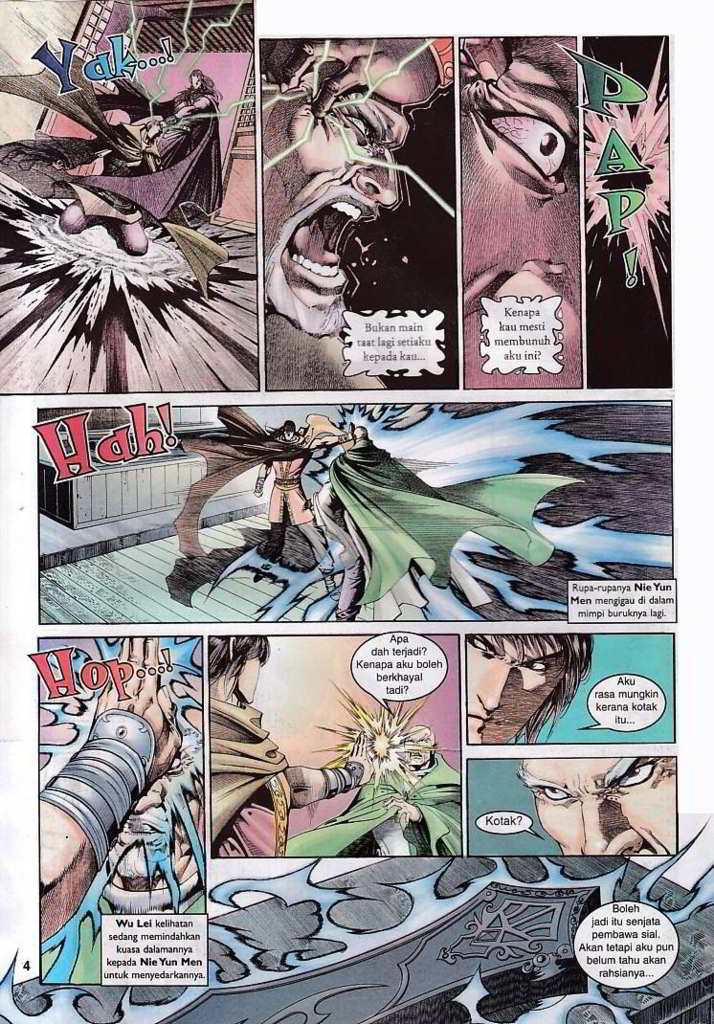 Yak...!
Bukan main
taat lagi setiaku
kepada kau...
Kenapa
kau mesti
membunuh
aku ini?
PAP!
Hah!
Rupa-rupanya Nie Yun
Men mengigau di dalam
mimpi buruknya lagi.
Hop...!
Wu Lei kelihatan
sedang memindahkan
kuasa dalamannya
kepada Nie Yun Men
untuk menyedarkannya.
Apa
dah terjadi?
Kenapa aku boleh
berkhayal
tadi?
Aku
rasa mungkin
kerana kotak
itu...
Kotak?
Boleh
jadi itu senjata
pembawa sial.
Akan tetapi aku pun
belum tahu akan
rahsianya...
4